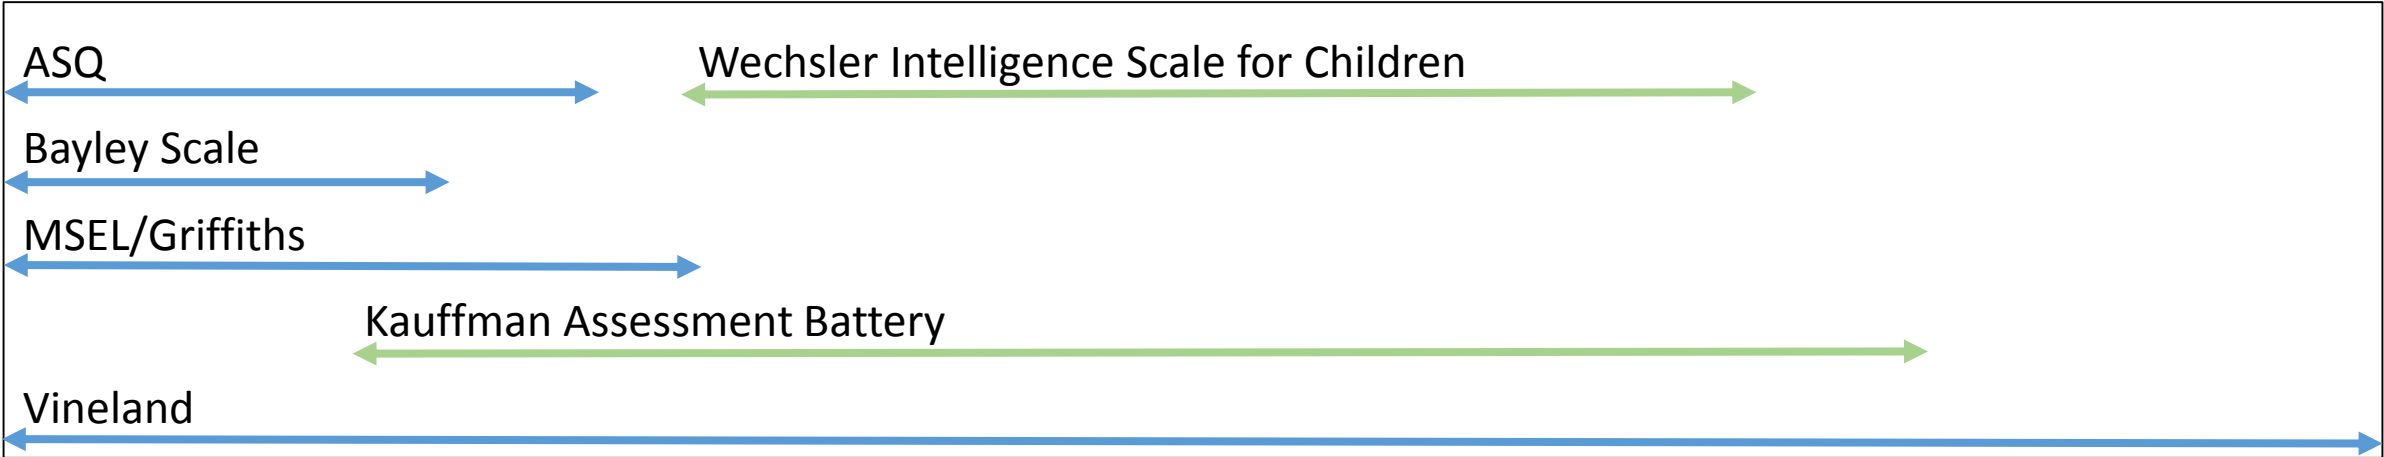 ASQ
Wechsler Intelligence Scale for Children
Bayley Scale
MSEL/Griffiths
Kauffman Assessment Battery
Vineland